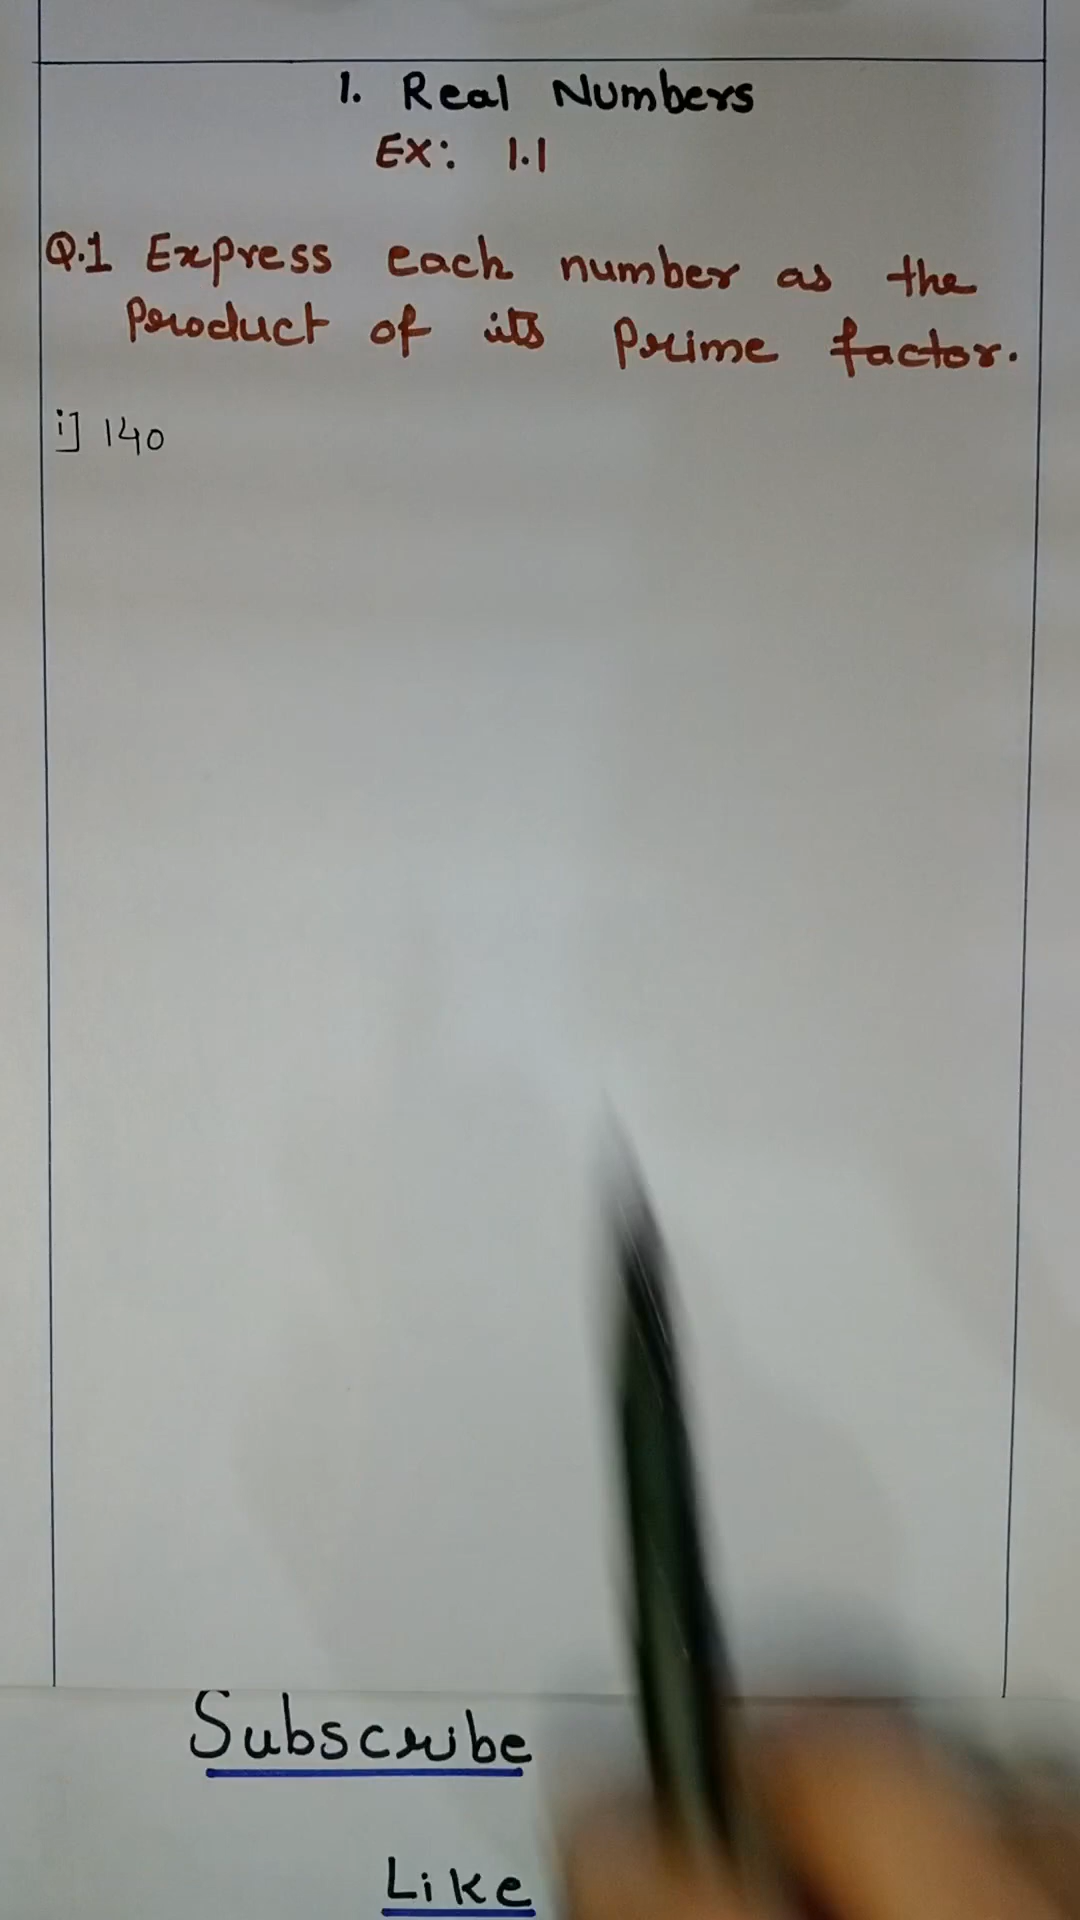 1. Real Numbers
Ex: 1.1
Q.1 Express each number as the
Product of its Prime factor.
i] 140
Subscribe
Like